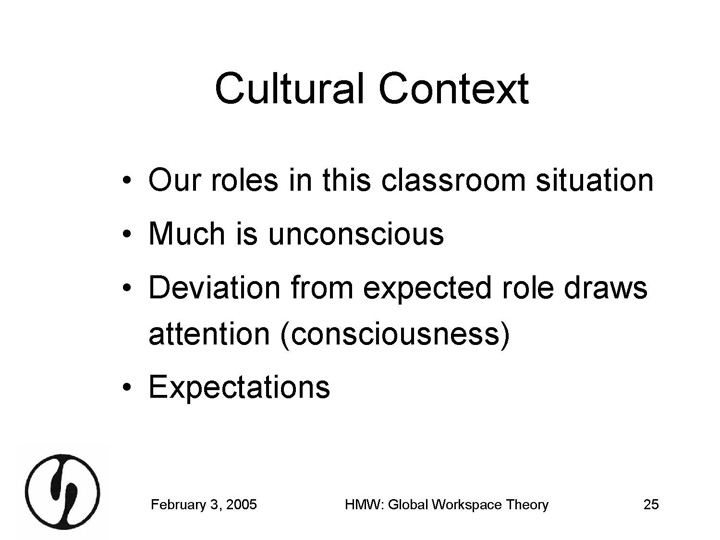 Cultural Context
• Our roles in this classroom situation
• Much is unconscious
• Deviation from expected role draws
attention (consciousness)
• Expectations
February 3, 2005 HMW: Global Workspace Theory 25